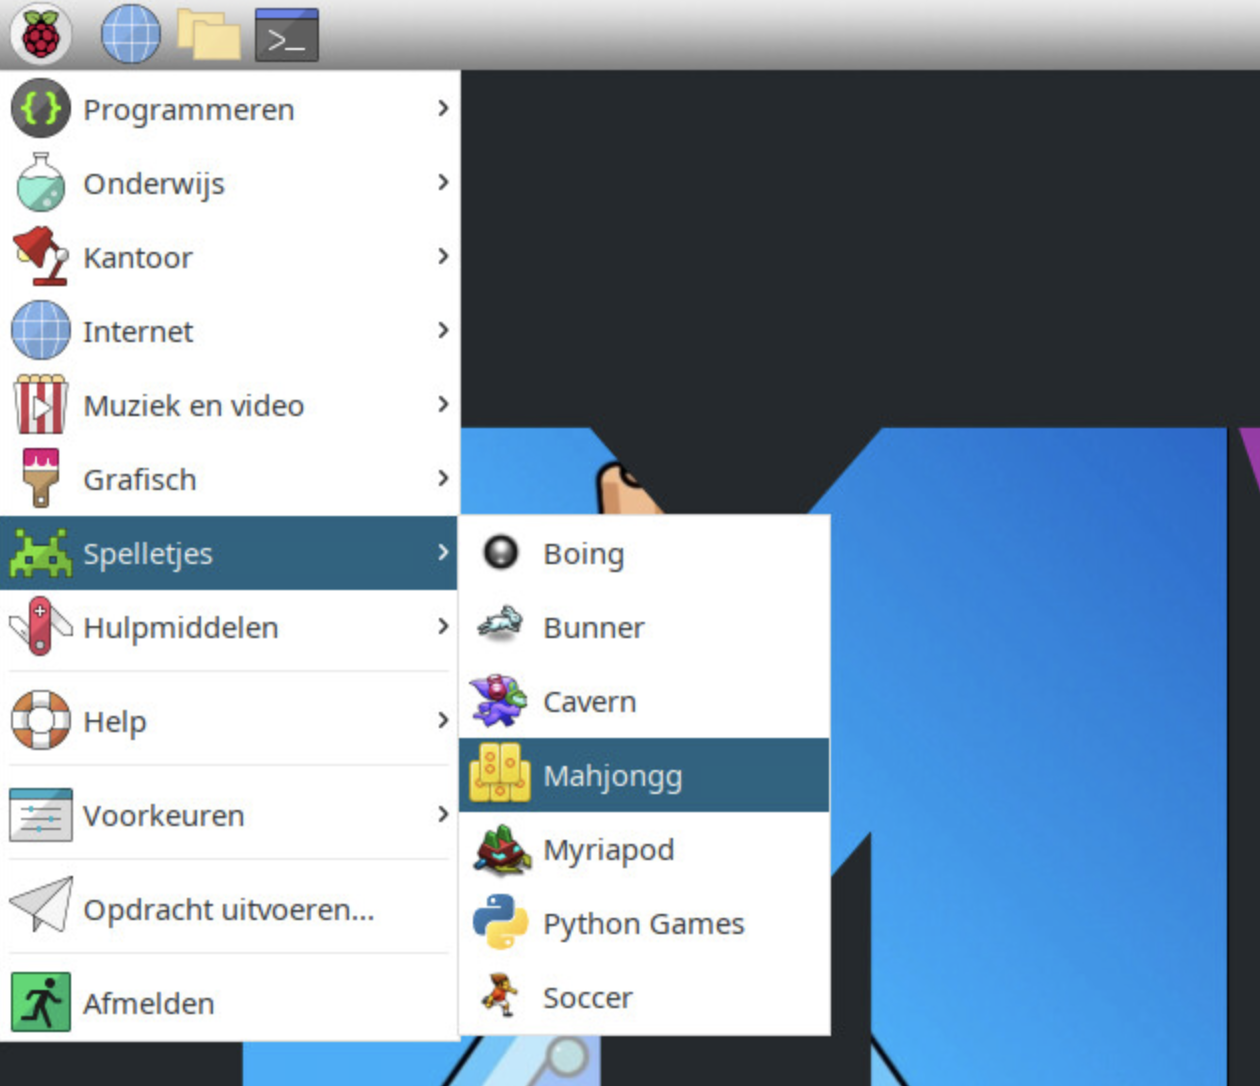 >_
Programmeren
Onderwijs
Kantoor
Internet
Muziek en video
Grafisch
Spelletjes
Hulpmiddelen
Help
Voorkeuren
Opdracht uitvoeren...
Afmelden
Boing
Bunner
Cavern
Mahjongg
Myriapod
Python Games
Soccer